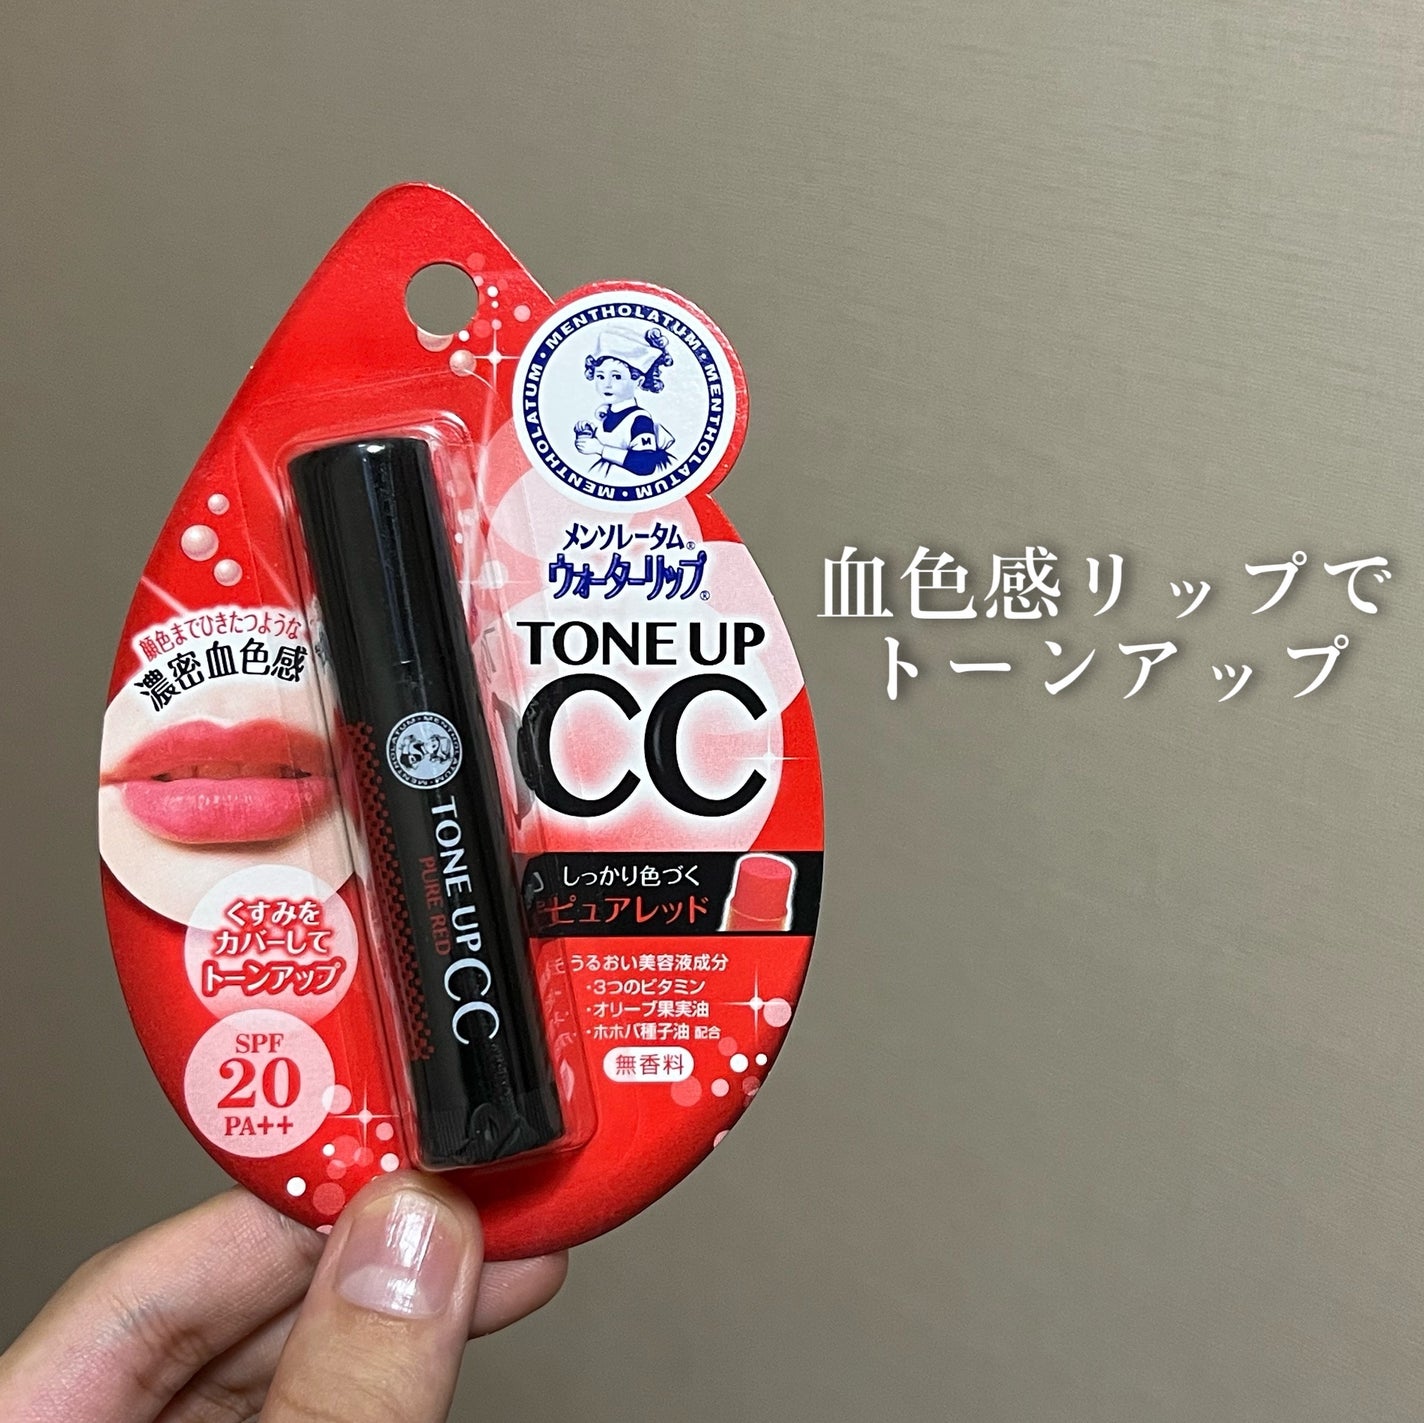 MENTHOLATUM・MENTHOLATUM・MENTHOLATUM・MENTHOLATUM・
M
メンソレータム®
ウォーターリップ®
TONE UP
CC
血色感リップで
トーンアップ
顔色までひきたつような
濃密血色感
MENTHOLATUM・MENTHOLATUM
TONE UP CC
PURE RED
しっかり色づく
ピュアレッド
くすみを
カバーして
トーンアップ
うるおい美容液成分
・3つのビタミン
・オリーブ果実油
・ホホバ種子油 配合
無香料
SPF
20
PA++